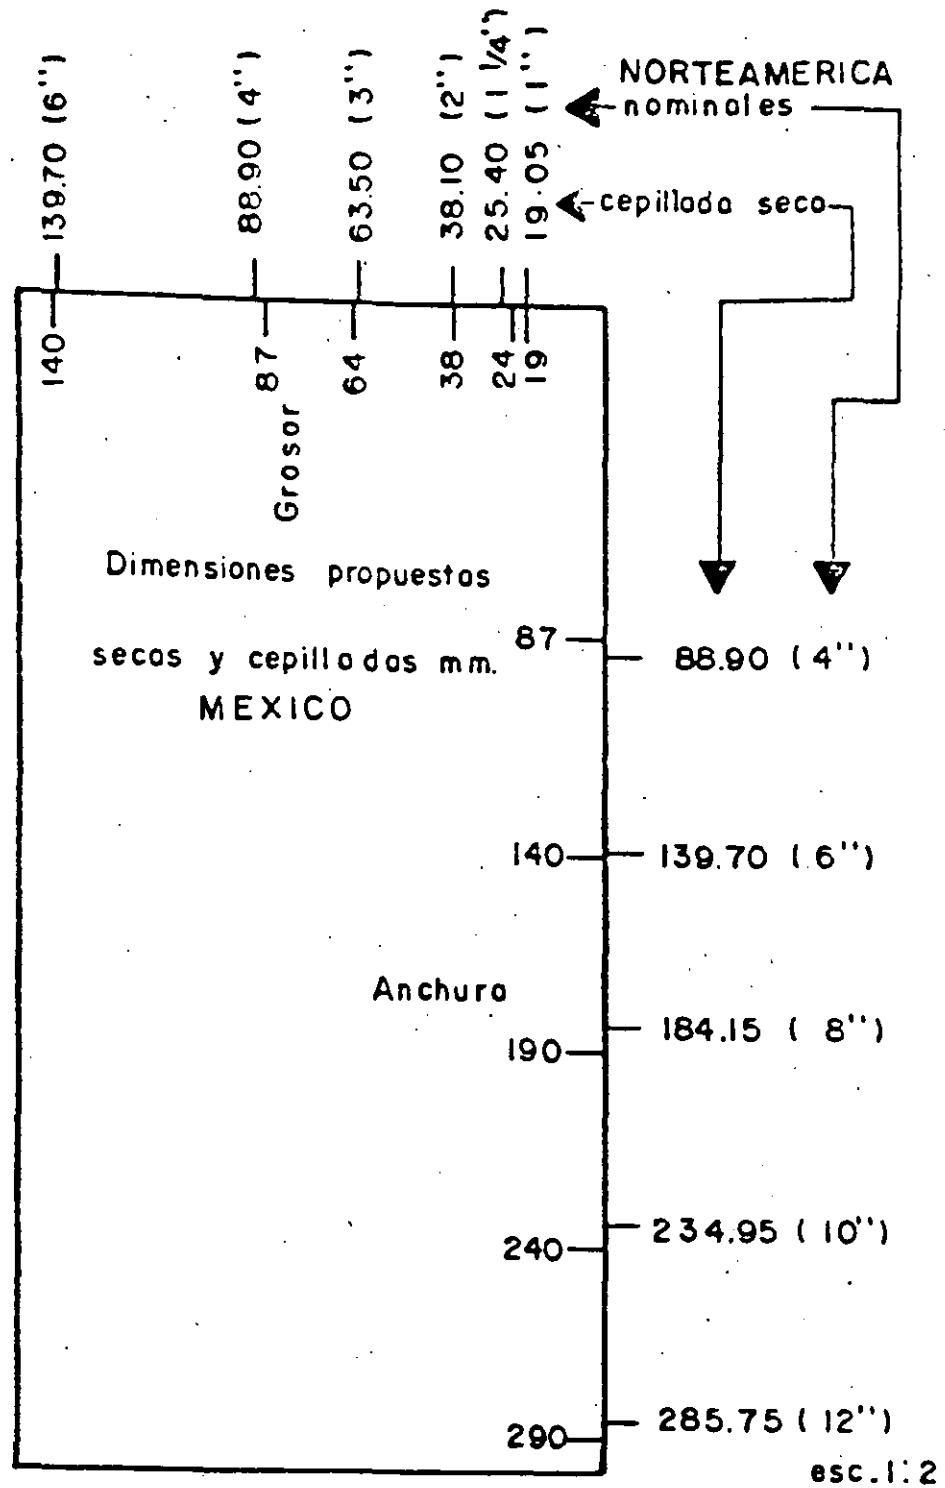 139.70 (6'')
88.90 (4'')
63.50 (3'')
38.10 (2'')
25.40 (1 1/4'')
19.05 (1'')
NORTEAMERICA
nominales
cepillada seca
140
87
64
38
24
19
Grosor
Dimensiones propuestas
secas y cepilladas mm.
MEXICO
87
88.90 (4'')
140
139.70 (6'')
Anchura
184.15 (8'')
190
234.95 (10'')
240
285.75 (12'')
290
esc. 1:2